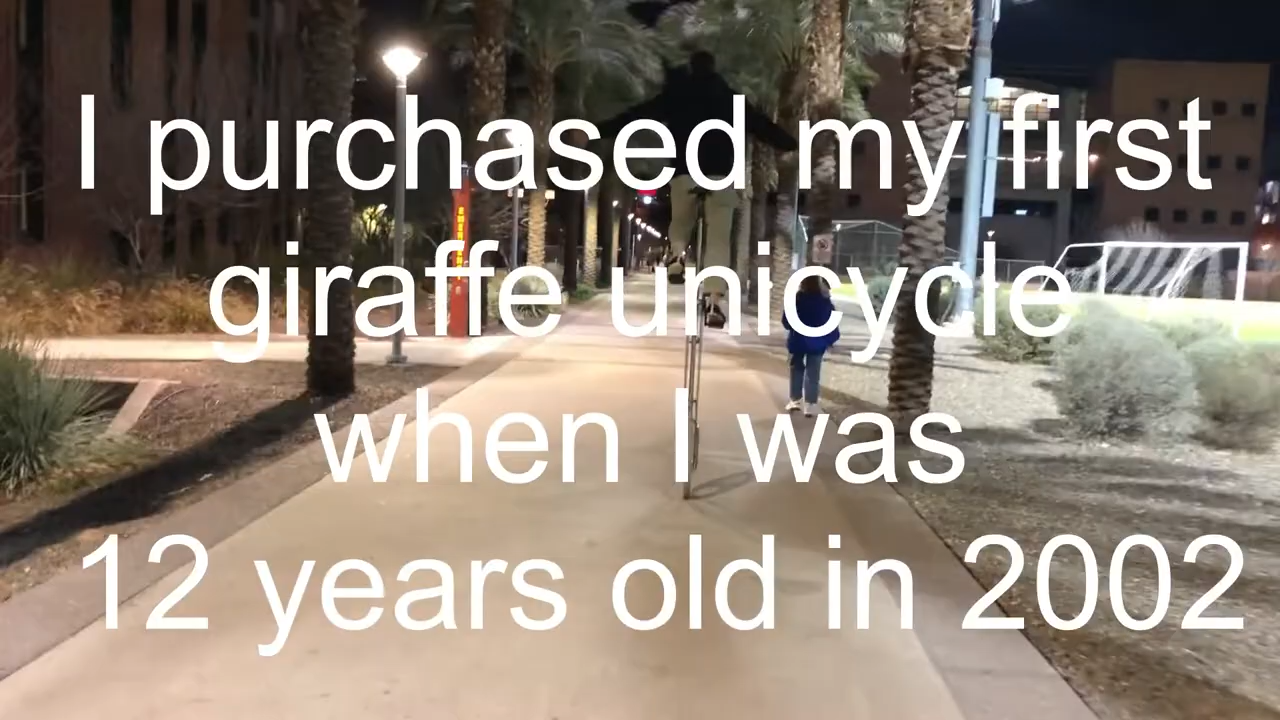 I purchased my first
giraffe unicycle
when I was
12 years old in 2002